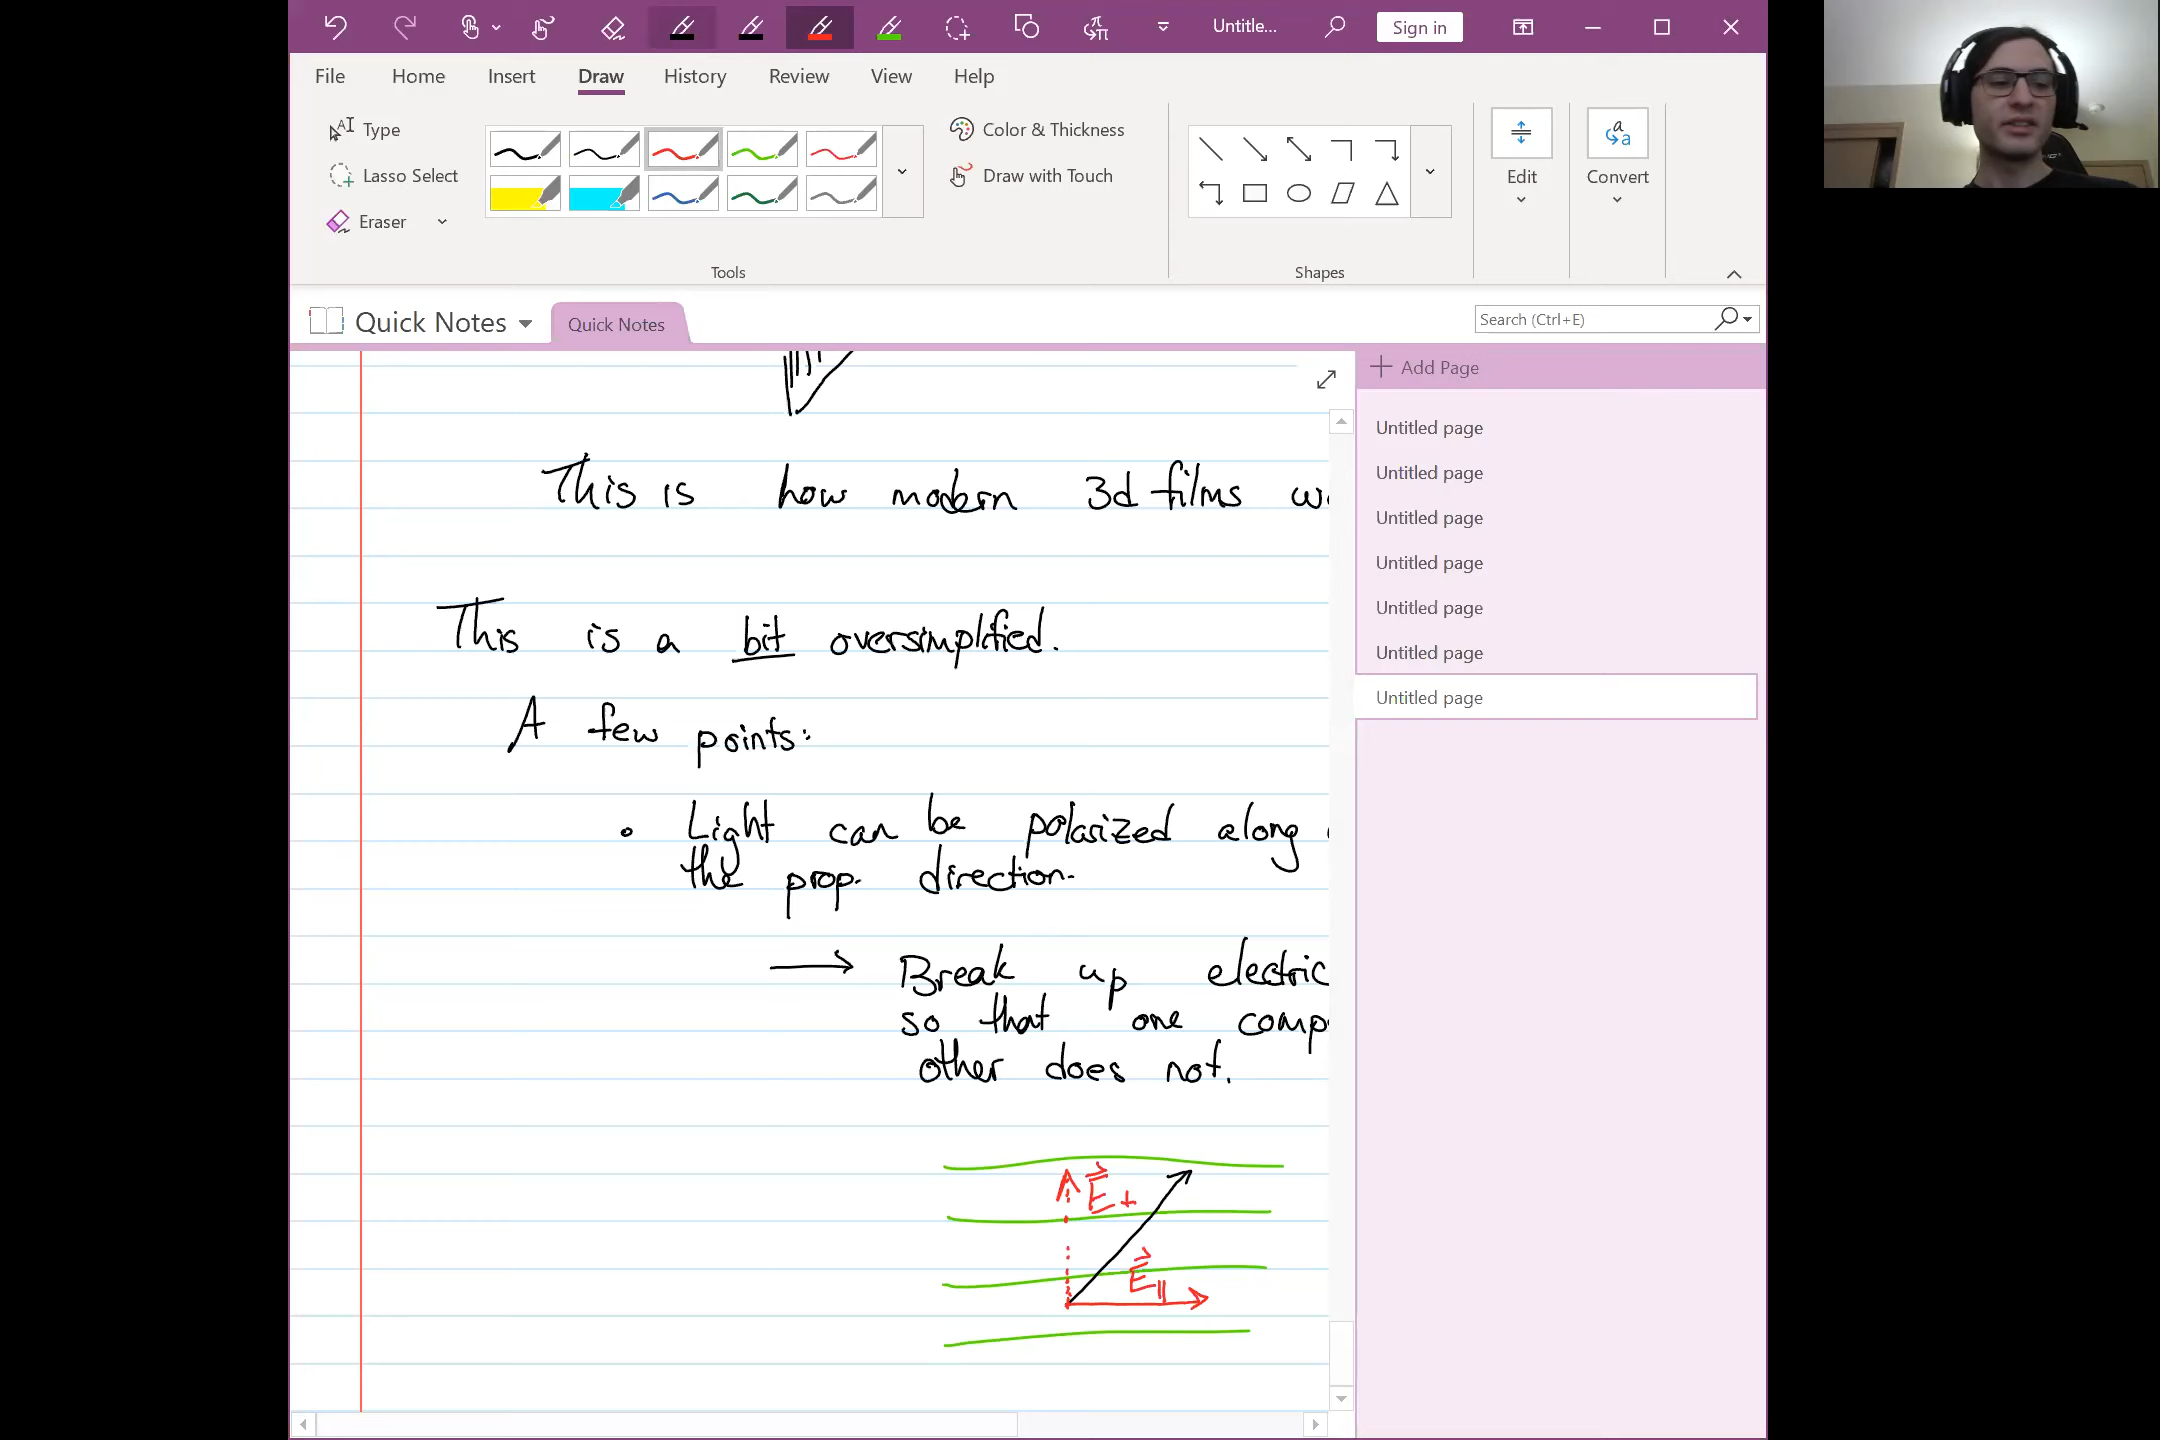 Untitle...
Sign in
File Home Insert Draw History Review View Help
Type
Lasso Select
Eraser
Color & Thickness
Draw with Touch
Edit
Convert
Tools
Shapes
Quick Notes
Quick Notes
Search (Ctrl+E)
Add Page
Untitled page
Untitled page
Untitled page
Untitled page
Untitled page
Untitled page
Untitled page
This is how modern 3d films w
This is a bit oversimplified.
A few points:
• Light can be polarized along
the prop. direction.
→ Break up electric
so that one comp
other does not.
E⃗⊥
E⃗||